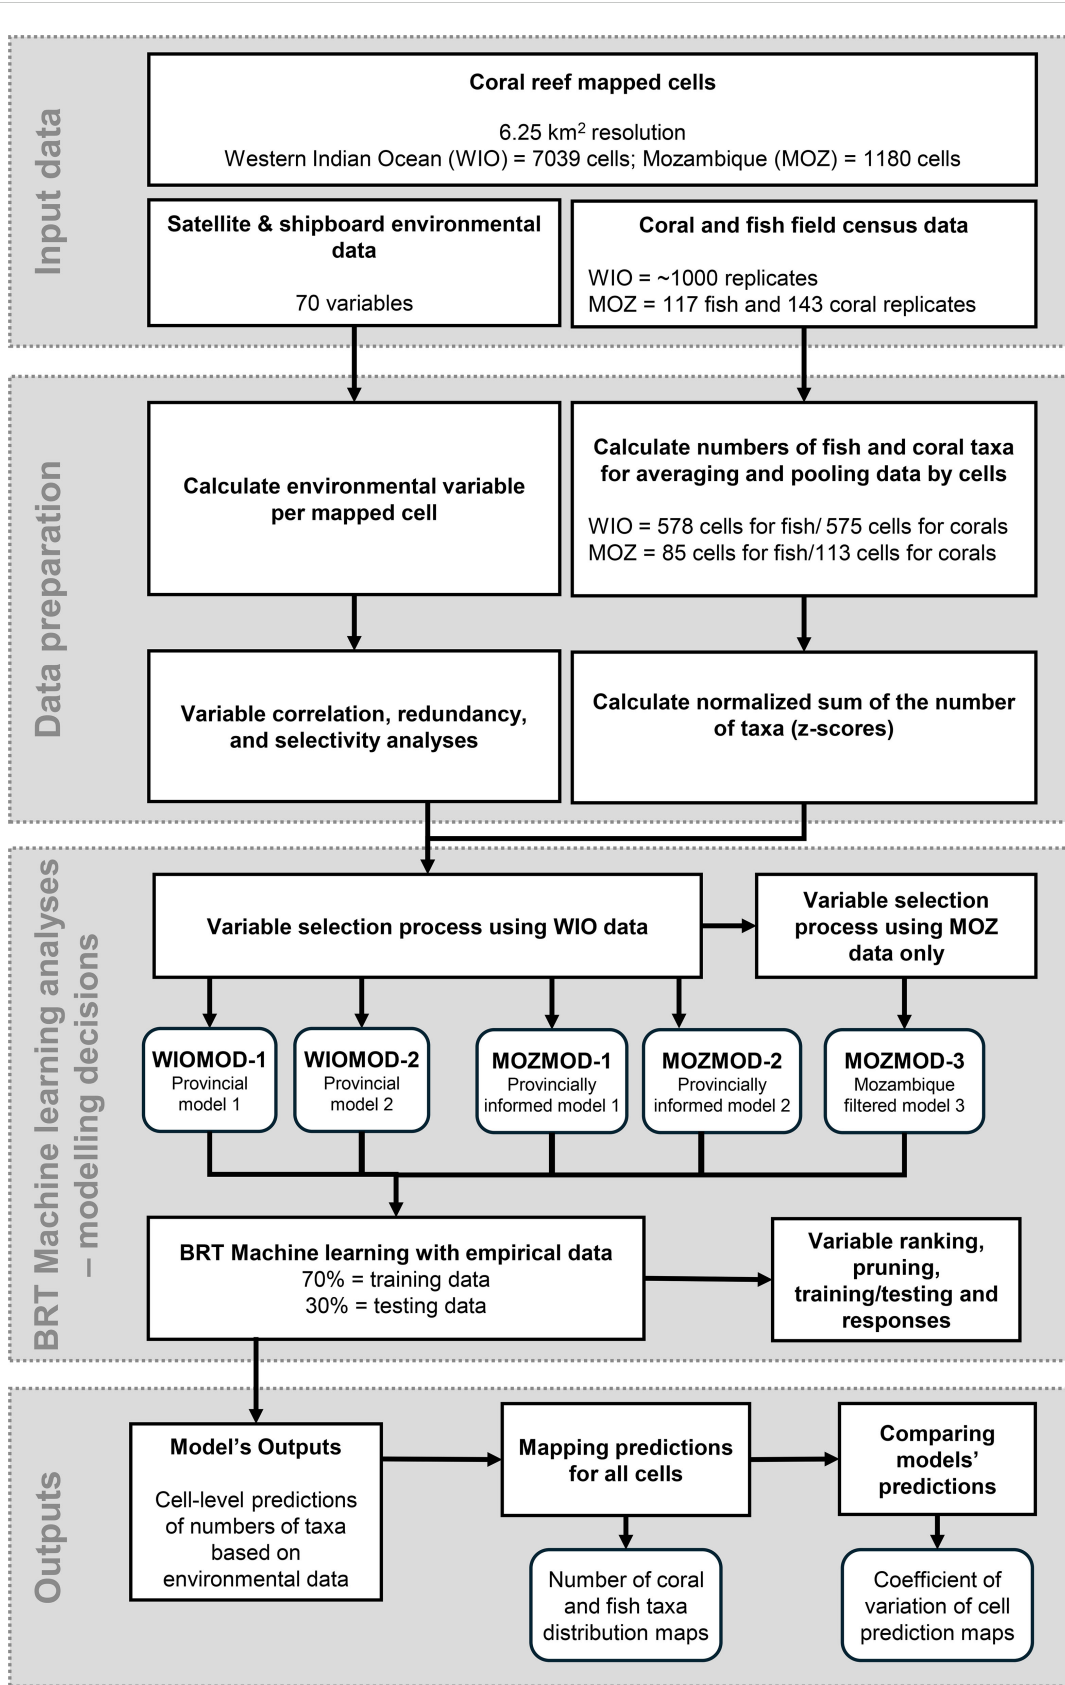 Input data
Coral reef mapped cells
6.25 km² resolution
Western Indian Ocean (WIO) = 7039 cells; Mozambique (MOZ) = 1180 cells
Satellite & shipboard environmental
data
70 variables
Coral and fish field census data
WIO = ~1000 replicates
MOZ = 117 fish and 143 coral replicates
Data preparation
Calculate environmental variable
per mapped cell
Calculate numbers of fish and coral taxa
for averaging and pooling data by cells
WIO = 578 cells for fish/ 575 cells for corals
MOZ = 85 cells for fish/113 cells for corals
Variable correlation, redundancy,
and selectivity analyses
Calculate normalized sum of the number
of taxa (z-scores)
BRT Machine learning analyses
– modelling decisions
Variable selection process using WIO data
Variable selection
process using MOZ
data only
WIOMOD-1
Provincial
model 1
WIOMOD-2
Provincial
model 2
MOZMOD-1
Provincially
informed model 1
MOZMOD-2
Provincially
informed model 2
MOZMOD-3
Mozambique
filtered model 3
BRT Machine learning with empirical data
70% = training data
30% = testing data
Variable ranking,
pruning,
training/testing and
responses
Outputs
Model’s Outputs
Cell-level predictions
of numbers of taxa
based on
environmental data
Mapping predictions
for all cells
Comparing
models’
predictions
Number of coral
and fish taxa
distribution maps
Coefficient of
variation of cell
prediction maps